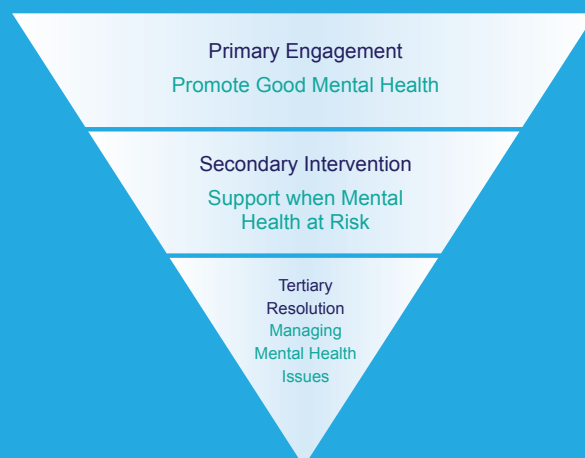 Primary Engagement
Promote Good Mental Health
Secondary Intervention
Support when Mental
Health at Risk
Tertiary
Resolution
Managing
Mental Health
Issues